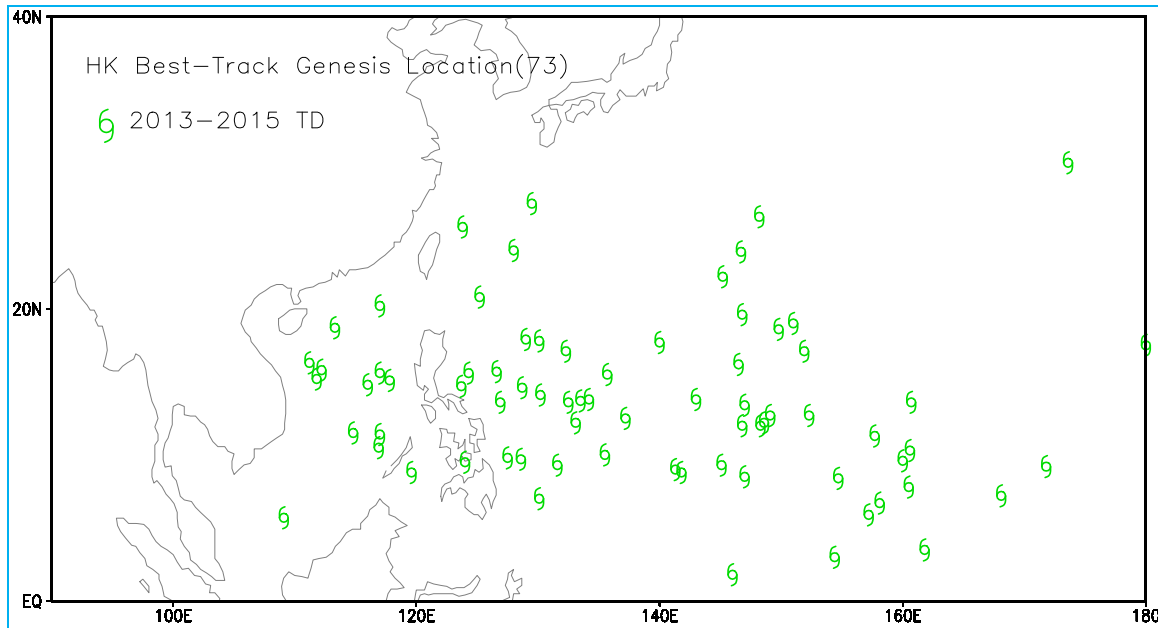 40N
HK Best-Track Genesis Location(73)
2013-2015 TD
20N
EQ
100E 120E 140E 160E 180